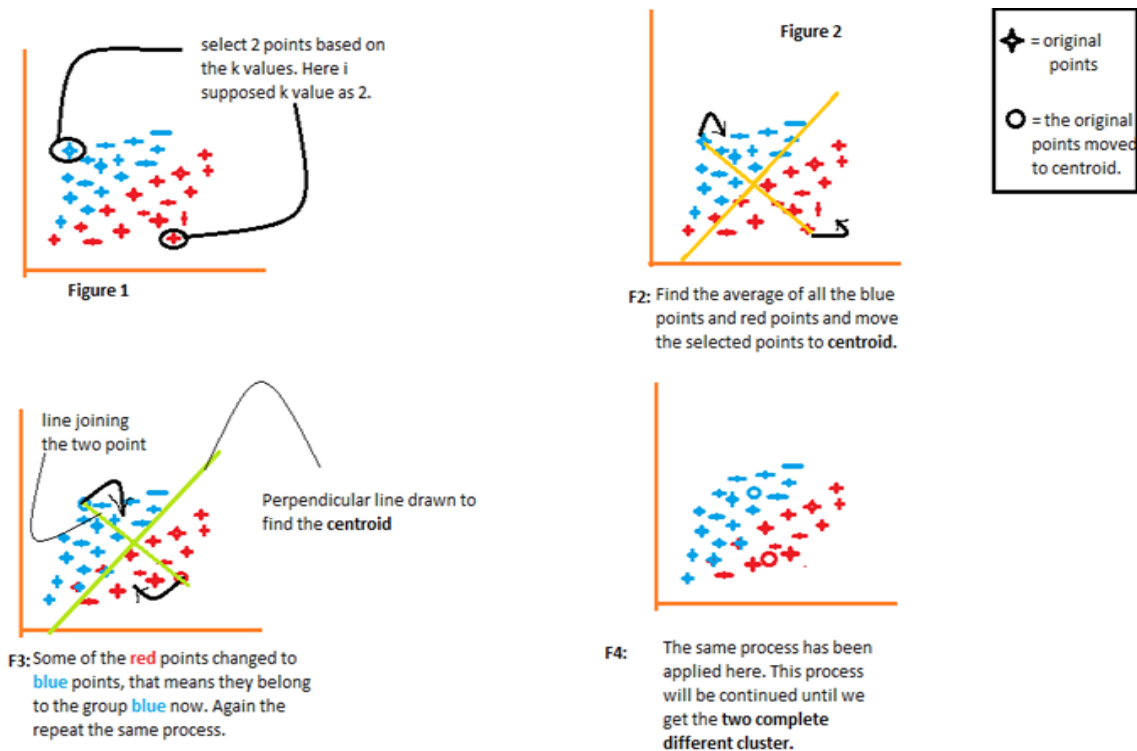 select 2 points based on
the k values. Here i
supposed k value as 2.
Figure 1
Figure 2
= original
points
= the original
points moved
to centroid.
F2: Find the average of all the blue
points and red points and move
the selected points to centroid.
line joining
the two point
Perpendicular line drawn to
find the centroid
F3: Some of the red points changed to
blue points, that means they belong
to the group blue now. Again the
repeat the same process.
F4: The same process has been
applied here. This process
will be continued until we
get the two complete
different cluster.